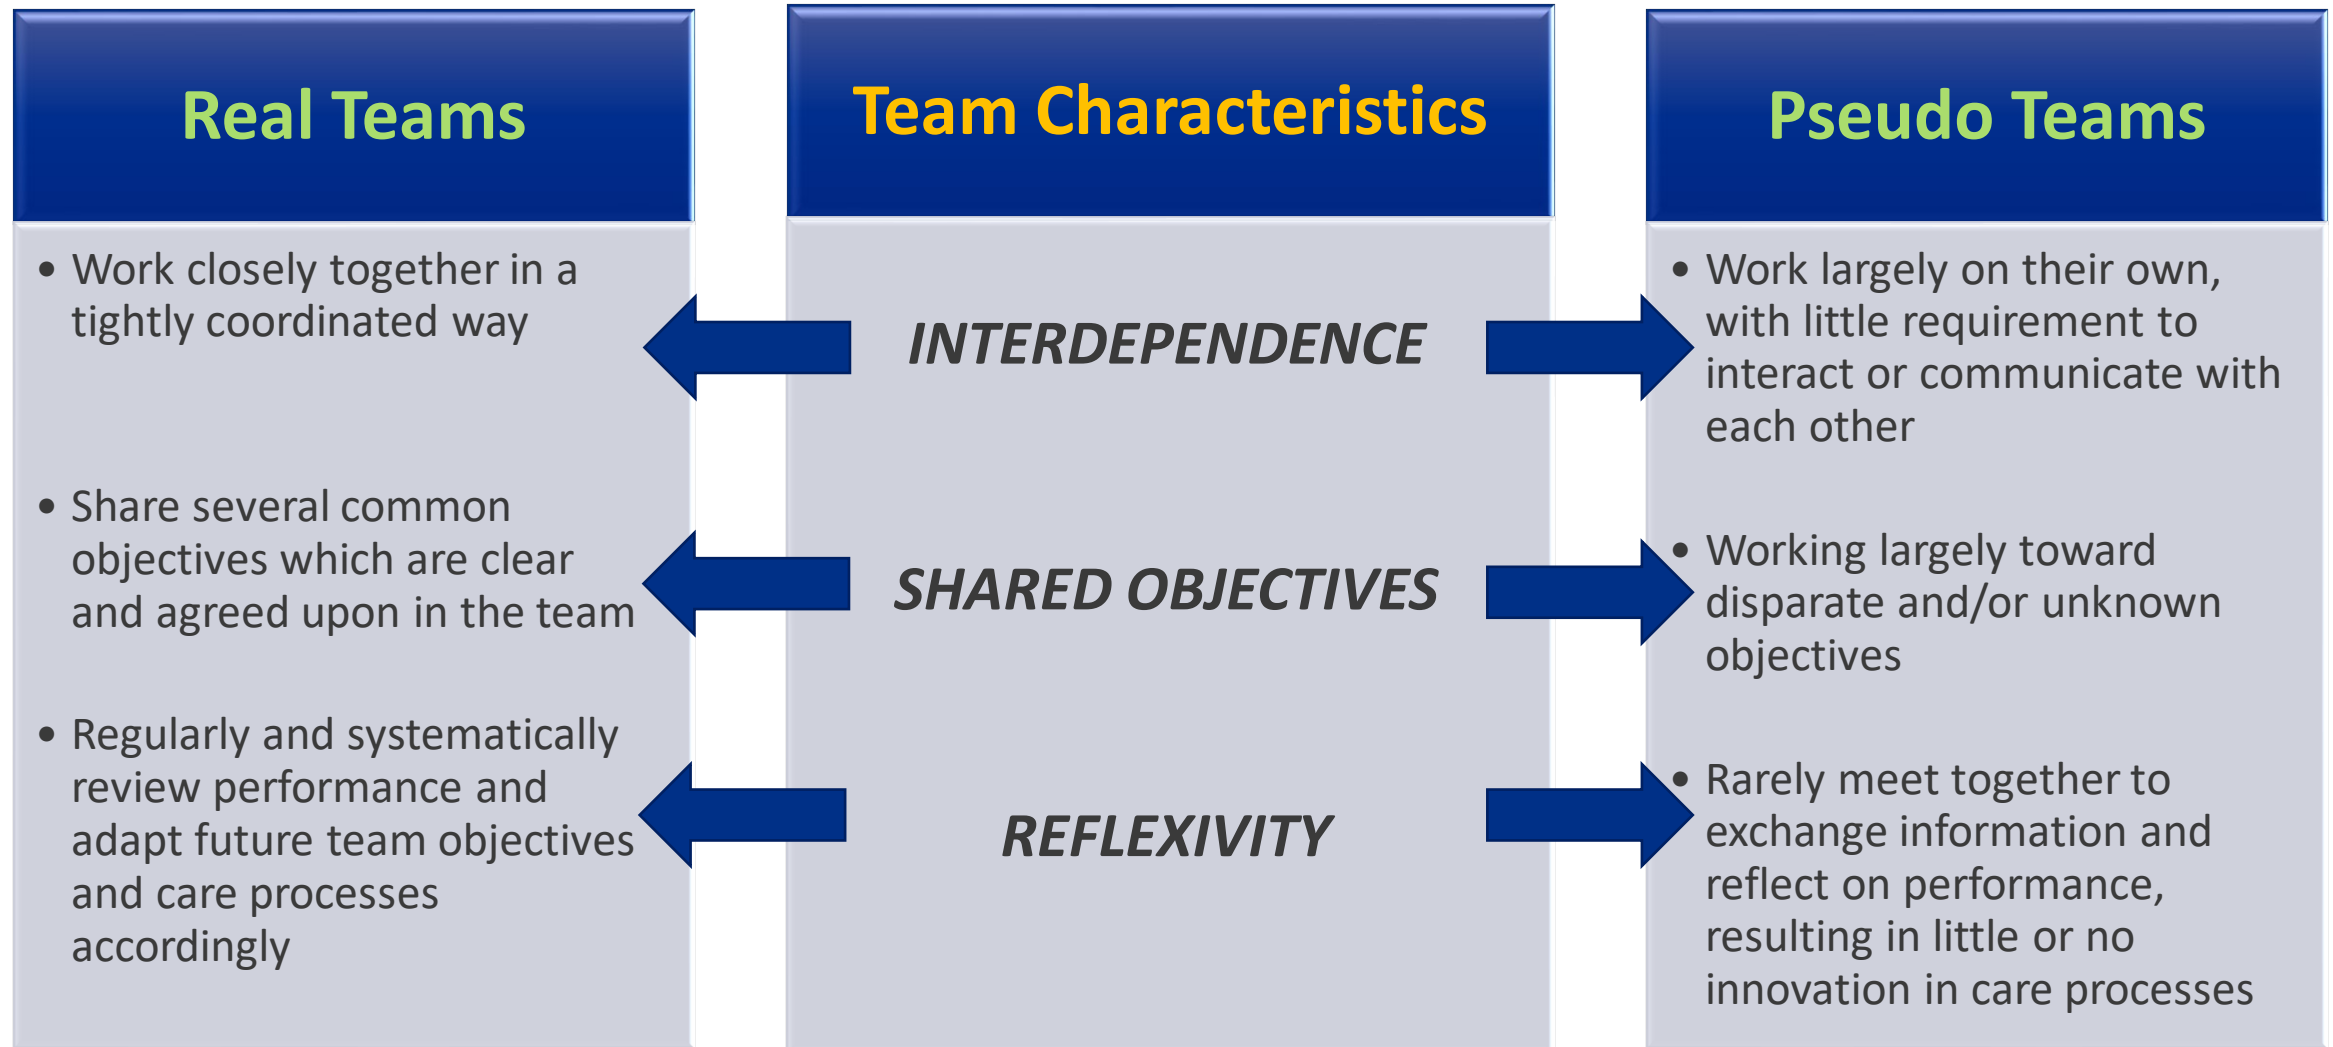 Real Teams
• Work closely together in a
tightly coordinated way
• Share several common
objectives which are clear
and agreed upon in the team
• Regularly and systematically
review performance and
adapt future team objectives
and care processes
accordingly
Team Characteristics
INTERDEPENDENCE
SHARED OBJECTIVES
REFLEXIVITY
Pseudo Teams
• Work largely on their own,
with little requirement to
interact or communicate with
each other
• Working largely toward
disparate and/or unknown
objectives
• Rarely meet together to
exchange information and
reflect on performance,
resulting in little or no
innovation in care processes